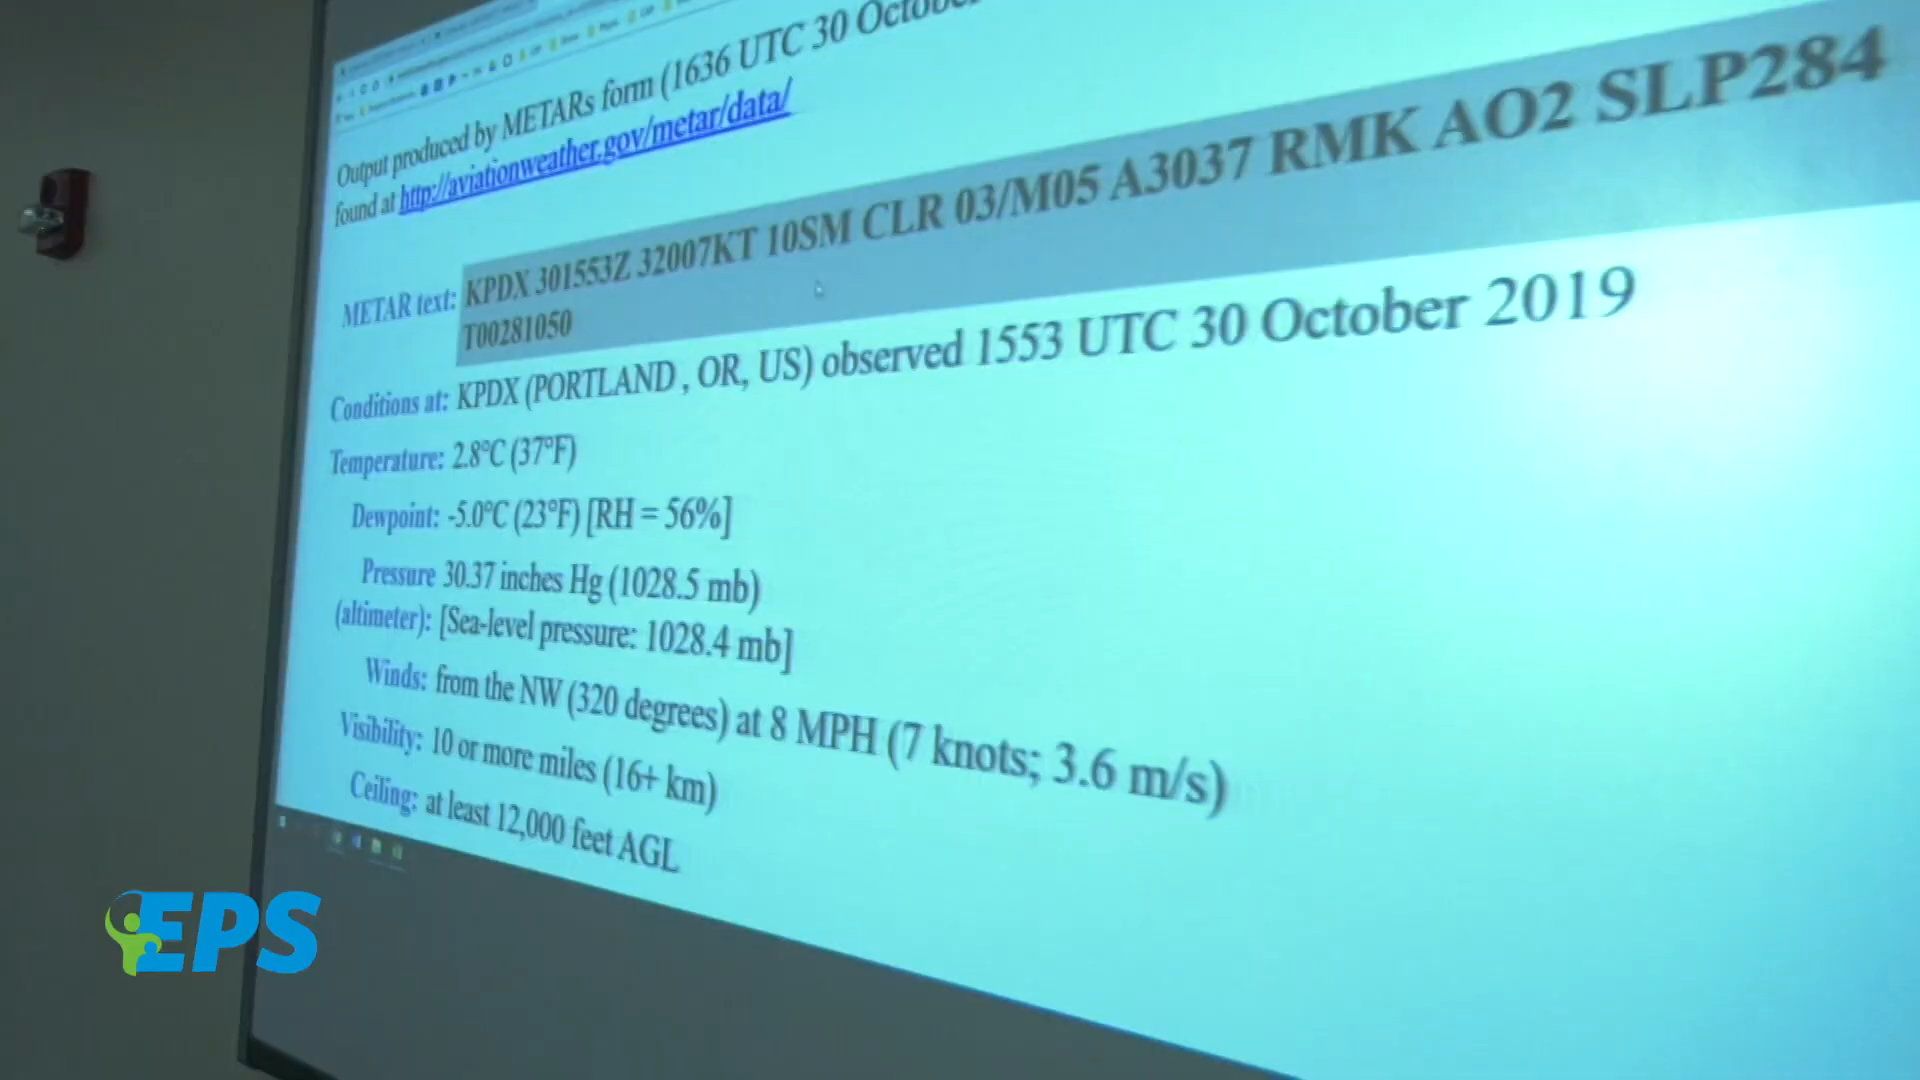 Output produced by METARs form (1636 UTC 30 October
found at http://aviationweather.gov/metar/data/
METAR text: KPDX 301553Z 32007KT 10SM CLR 03/M05 A3037 RMK AO2 SLP284
T00281050
Conditions at: KPDX (PORTLAND , OR, US) observed 1553 UTC 30 October 2019
Temperature: 2.8°C (37°F)
Dewpoint: -5.0°C (23°F) [RH = 56%]
Pressure 30.37 inches Hg (1028.5 mb)
(altimeter): [Sea-level pressure: 1028.4 mb]
Winds: from the NW (320 degrees) at 8 MPH (7 knots; 3.6 m/s)
Visibility: 10 or more miles (16+ km)
Ceiling: at least 12,000 feet AGL
EPS